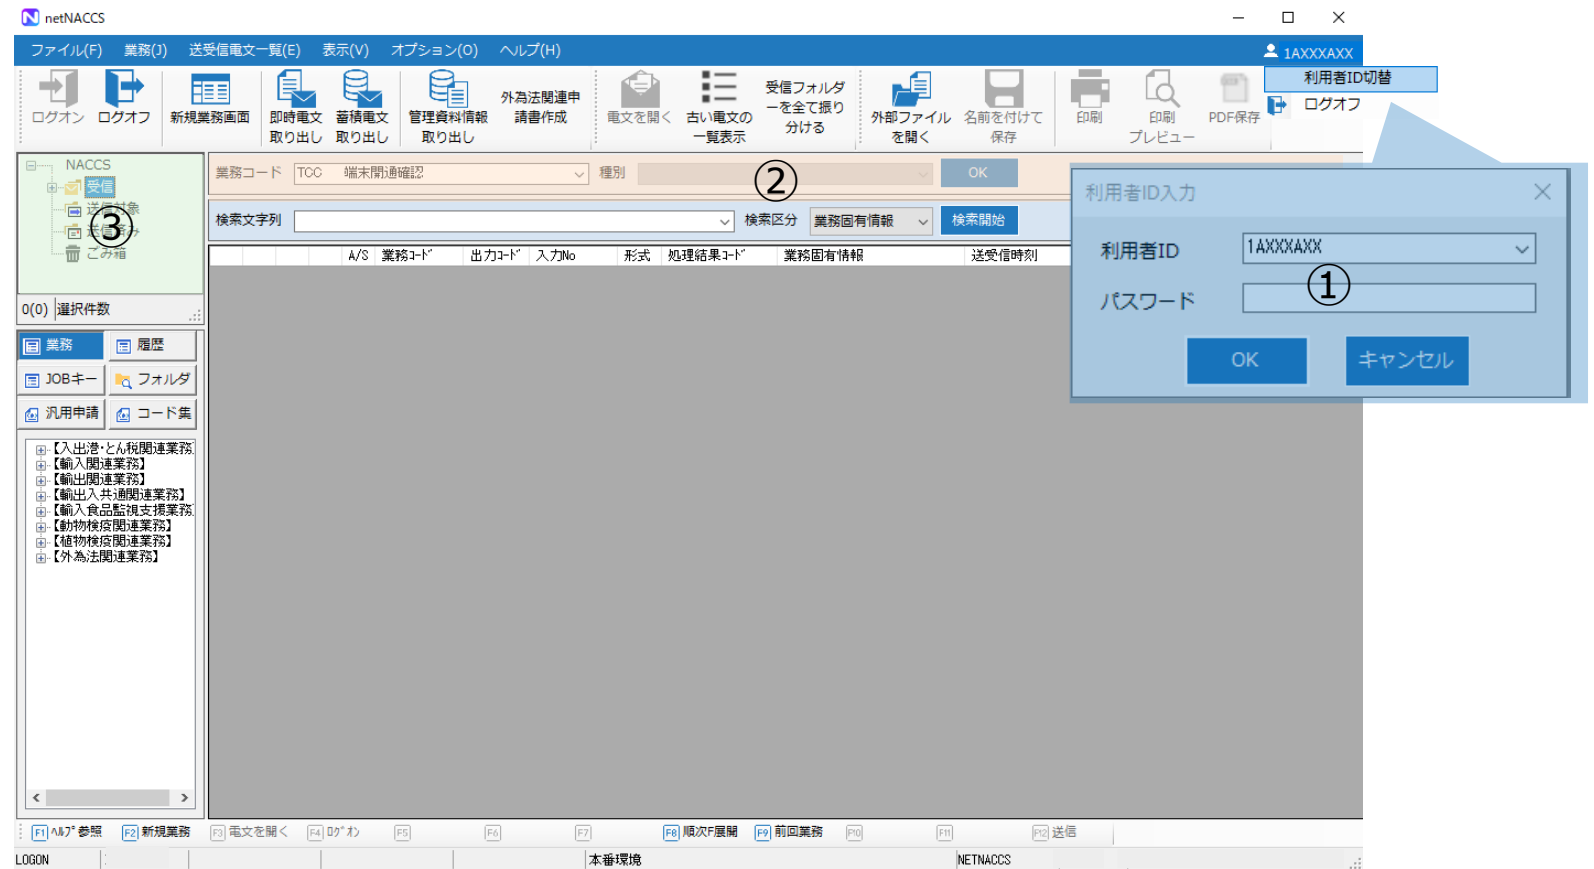 netNACCS
ファイル(F) 業務(J) 送受信電文一覧(E) 表示(V) オプション(O) ヘルプ(H) 1AXXXAXX
利用者ID切替
ログオフ
ログオン ログオフ 新規業務画面
即時電文
取り出し
蓄積電文
取り出し
管理資料情報
取り出し
外為法関連申
請書作成
電文を開く
古い電文の
一覧表示
受信フォルダ
ーを全て振り
分ける
外部ファイル
を開く
名前を付けて
保存
印刷
印刷
プレビュー
PDF保存
NACCS
受信
送信対象
送信済み
ごみ箱
③
0(0) 選択件数
業務コード TCC 端末開通確認 種別 OK
②
検索文字列 検索区分 業務固有情報 検索開始
A/S 業務ｺｰﾄﾞ 出力ｺｰﾄﾞ 入力No 形式 処理結果ｺｰﾄﾞ 業務固有情報 送受信時刻
利用者ID入力
利用者ID 1AXXXAXX
パスワード
①
OK キャンセル
業務 履歴
JOBキー フォルダ
汎用申請 コード集
【入出港・とん税関連業務
【輸入関連業務】
【輸出関連業務】
【輸出入共通関連業務】
【輸入食品監視支援業務
【動物検疫関連業務】
【植物検疫関連業務】
【外為法関連業務】
F1 ﾍﾙﾌﾟ参照 F2 新規業務 F3 電文を開く F4 ﾛｸﾞｵﾝ F5 F6 F7 F8 順次F展開 F9 前回業務 F10 F11 F12 送信
LOGON 本番環境 NETNACCS